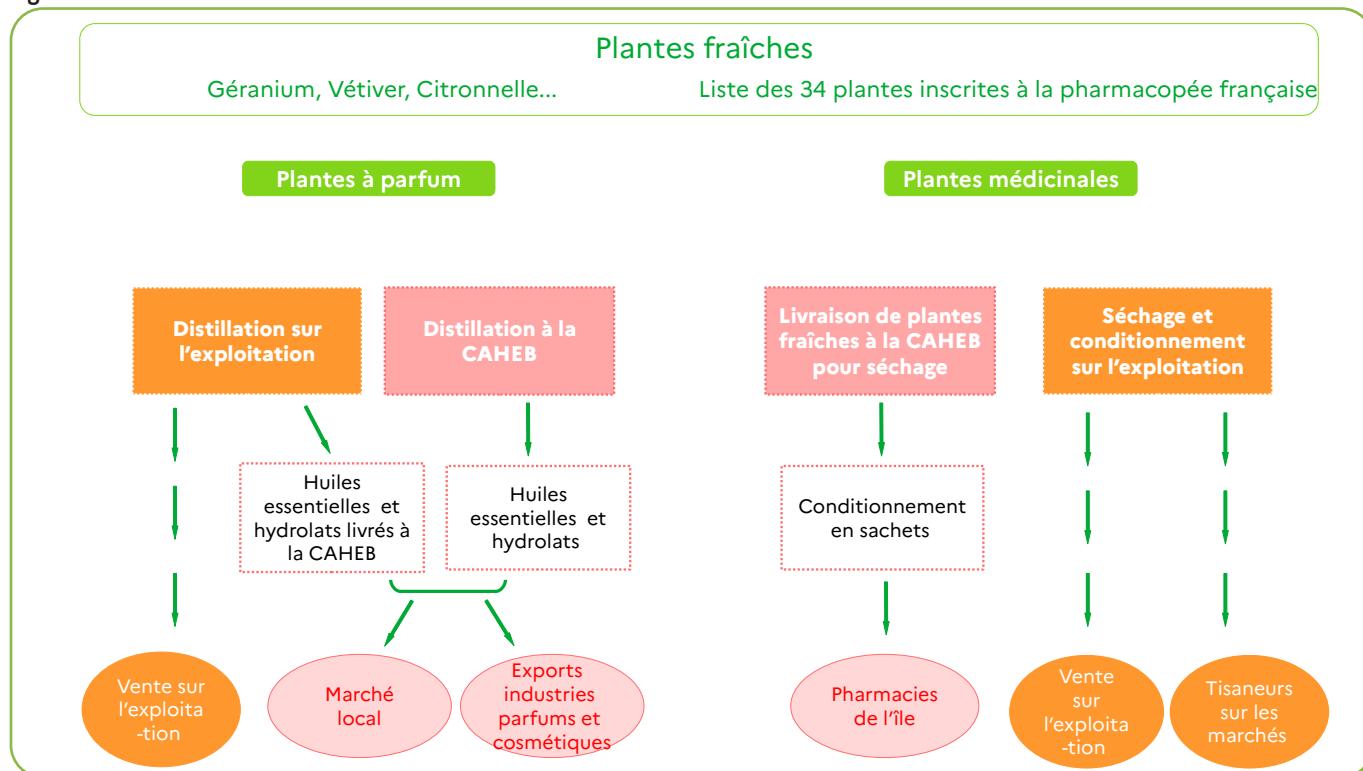 Plantes fraîches
Géranium, Vétiver, Citronnelle...
Liste des 34 plantes inscrites à la pharmacopée française
Plantes à parfum
Plantes médicinales
Distillation sur
l'exploitation
Distillation à la
CAHEB
Livraison de plantes
fraîches à la CAHEB
pour séchage
Séchage et
conditionnement
sur l'exploitation
Huiles
essentielles et
hydrolats livrés à
la CAHEB
Huiles
essentielles et
hydrolats
Conditionnement
en sachets
Vente sur
l'exploita
-tion
Marché
local
Exports
industries
parfums et
cosmétiques
Pharmacies
de l'île
Vente
sur
l'exploita
-tion
Tisaneurs
sur les
marchés